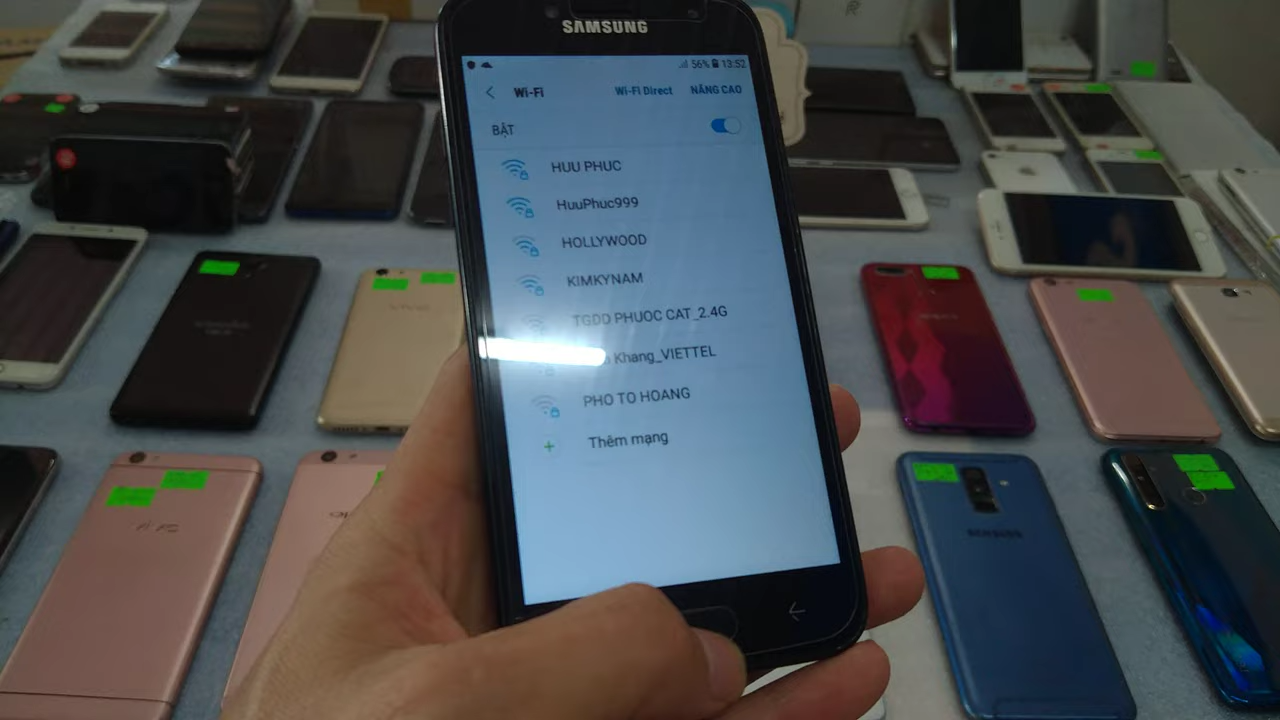 SAMSUNG
56% 13:52
Wi-Fi Wi-Fi Direct NÂNG CAO
BẬT
HUU PHUC
HuuPhuc999
HOLLYWOOD
KIMKYNAM
TGDD PHUOC CAT_2.4G
Khang_VIETTEL
PHO TO HOANG
Thêm mạng
SAMSUNG